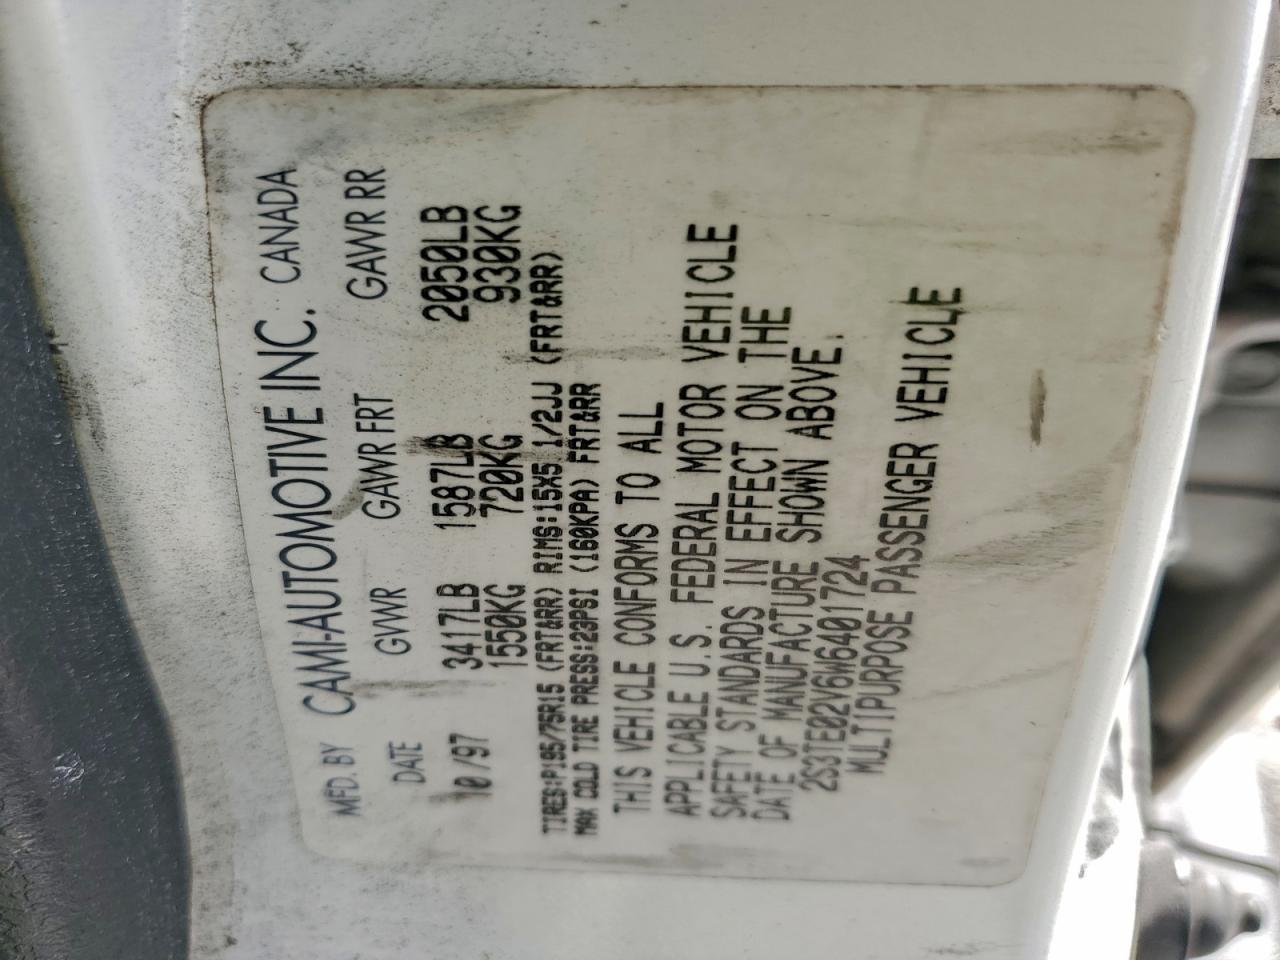 MFD. BY CAMI-AUTOMOTIVE INC. CANADA
DATE GVWR GAWR FRT GAWR RR
10/97 3417LB 1587LB 2050LB
1550KG 720KG 930KG
TIRES:P195/75R15 (FRT&RR) RIMS:15X5 1/2JJ (FRT&RR)
MAX COLD TIRE PRESS:23PSI (160KPA) FRT&RR
THIS VEHICLE CONFORMS TO ALL
APPLICABLE U.S. FEDERAL MOTOR VEHICLE
SAFETY STANDARDS IN EFFECT ON THE
DATE OF MANUFACTURE SHOWN ABOVE.
2S3TE02V6W6401724
MULTIPURPOSE PASSENGER VEHICLE